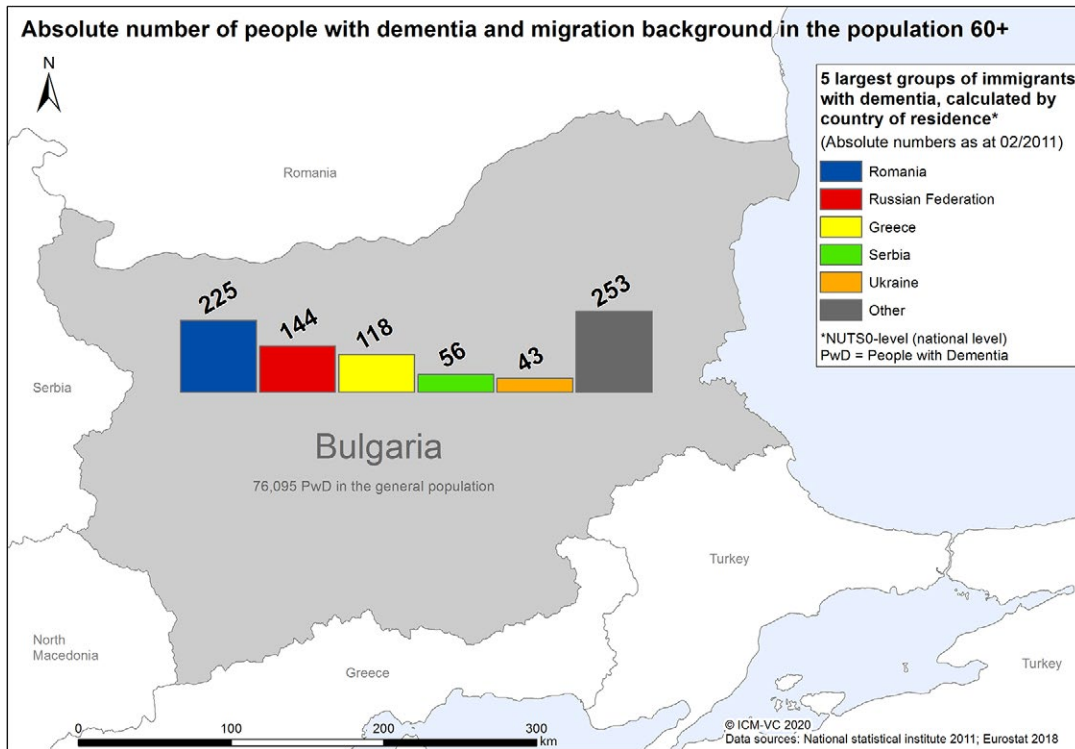 Absolute number of people with dementia and migration background in the population 60+
N
5 largest groups of immigrants
with dementia, calculated by
country of residence*
(Absolute numbers as at 02/2011)
Romania
Russian Federation
Greece
Serbia
Ukraine
Other
*NUTS0-level (national level)
PwD = People with Dementia
Romania
225
144
118
56
43
253
Serbia
Bulgaria
76,095 PwD in the general population
Turkey
North
Macedonia
Greece
Turkey
0 100 200 300
km
© ICM-VC 2020
Data sources: National statistical institute 2011; Eurostat 2018